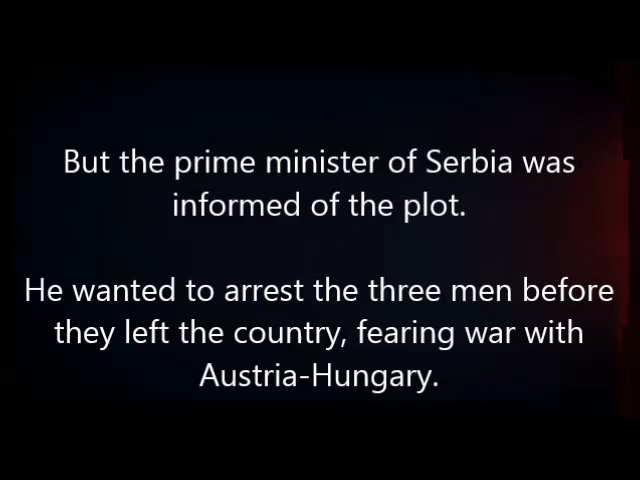 But the prime minister of Serbia was
informed of the plot.
He wanted to arrest the three men before
they left the country, fearing war with
Austria-Hungary.